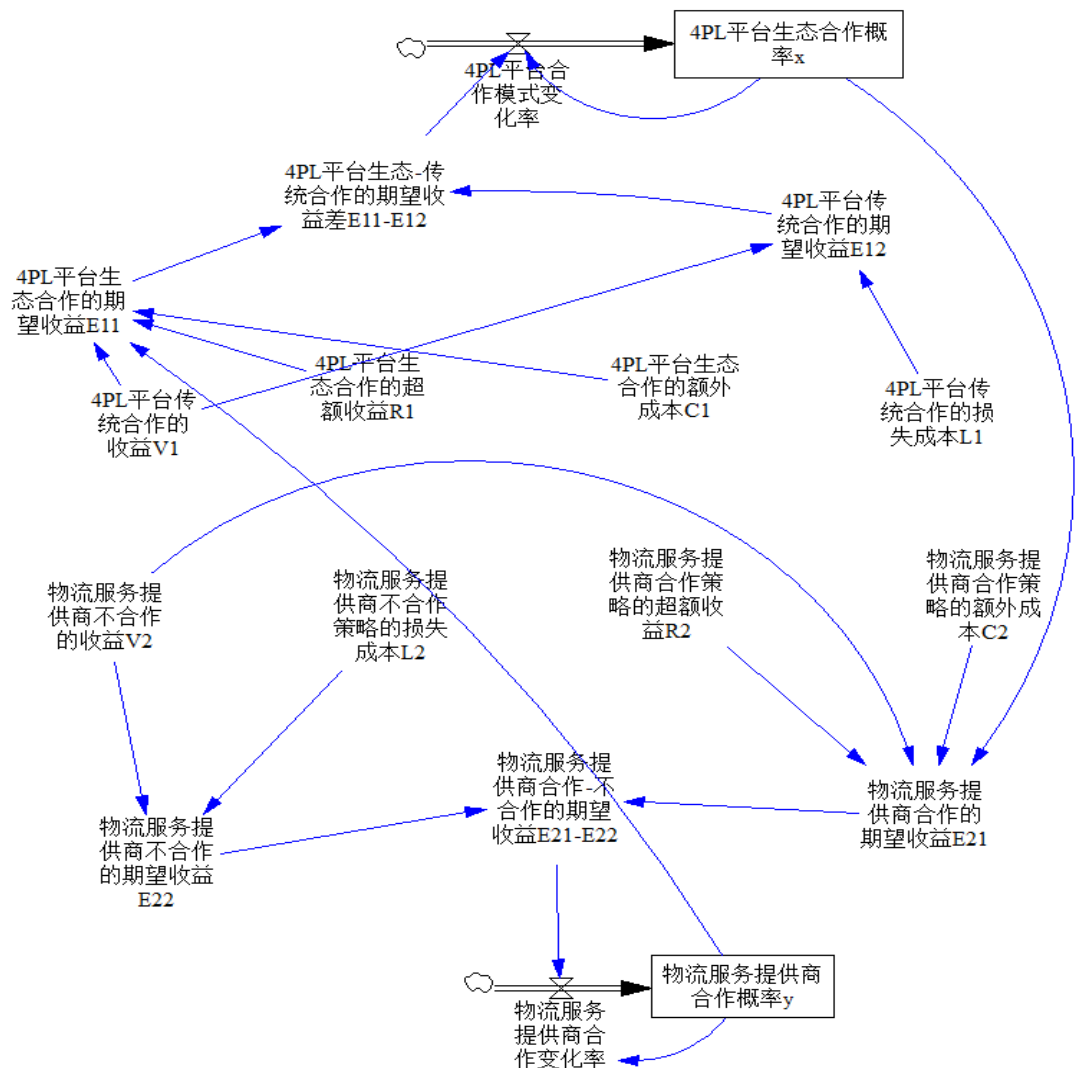 4PL平台生态合作概
率x
4PL平台合
作模式变
化率
4PL平台生态-传
统合作的期望收
益差E11-E12
4PL平台传
统合作的期
望收益E12
4PL平台生
态合作的期
望收益E11
4PL平台传
统合作的
收益V1
4PL平台生
态合作的超
额收益R1
4PL平台生态
合作的额外
成本C1
4PL平台传
统合作的损
失成本L1
物流服务提
供商不合作
的收益V2
物流服务提
供商不合作
策略的损失
成本L2
物流服务提
供商合作策
略的超额收
益R2
物流服务提
供商合作策
略的额外成
本C2
物流服务提
供商不合作
的期望收益
E22
物流服务提
供商合作-不
合作的期望
收益E21-E22
物流服务提
供商合作的
期望收益E21
物流服务提供商
合作概率y
物流服务
提供商合
作变化率